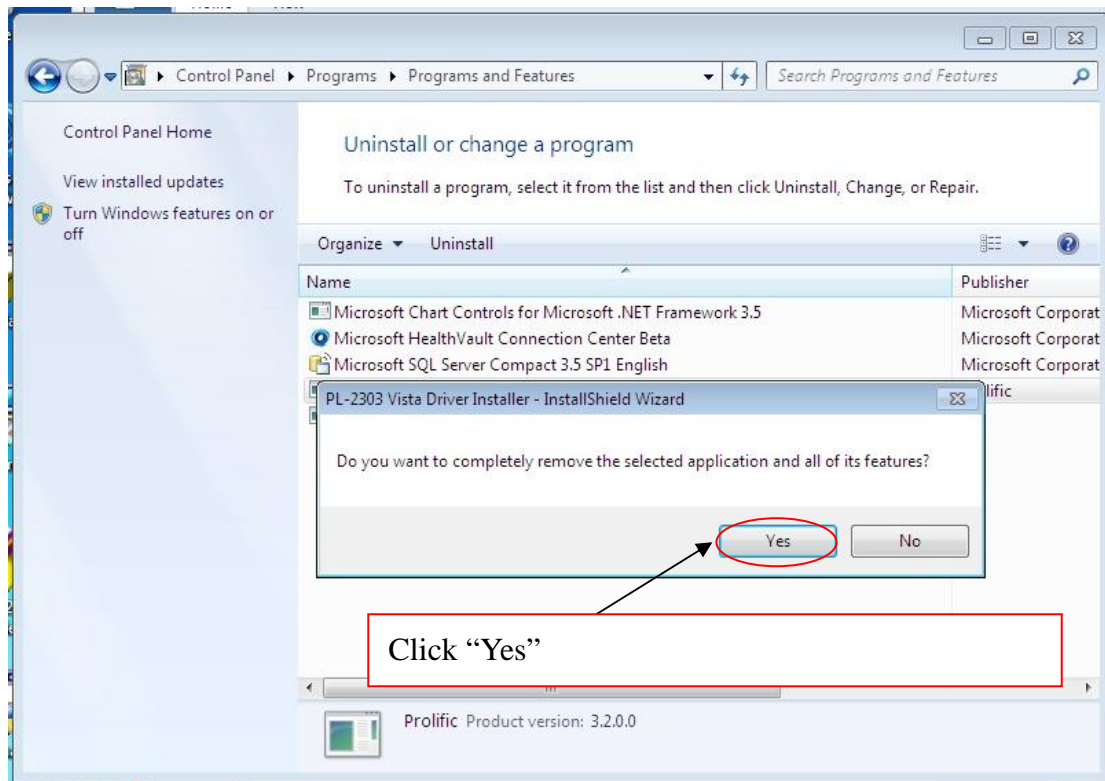 Control Panel Programs Programs and Features Search Programs and Features
Control Panel Home
View installed updates
Turn Windows features on or
off
Uninstall or change a program
To uninstall a program, select it from the list and then click Uninstall, Change, or Repair.
Organize Uninstall
Name Publisher
Microsoft Chart Controls for Microsoft .NET Framework 3.5 Microsoft Corporat
Microsoft HealthVault Connection Center Beta Microsoft Corporat
Microsoft SQL Server Compact 3.5 SP1 English Microsoft Corporat
lific
PL-2303 Vista Driver Installer - InstallShield Wizard
Do you want to completely remove the selected application and all of its features?
Yes No
Click “Yes”
Prolific Product version: 3.2.0.0